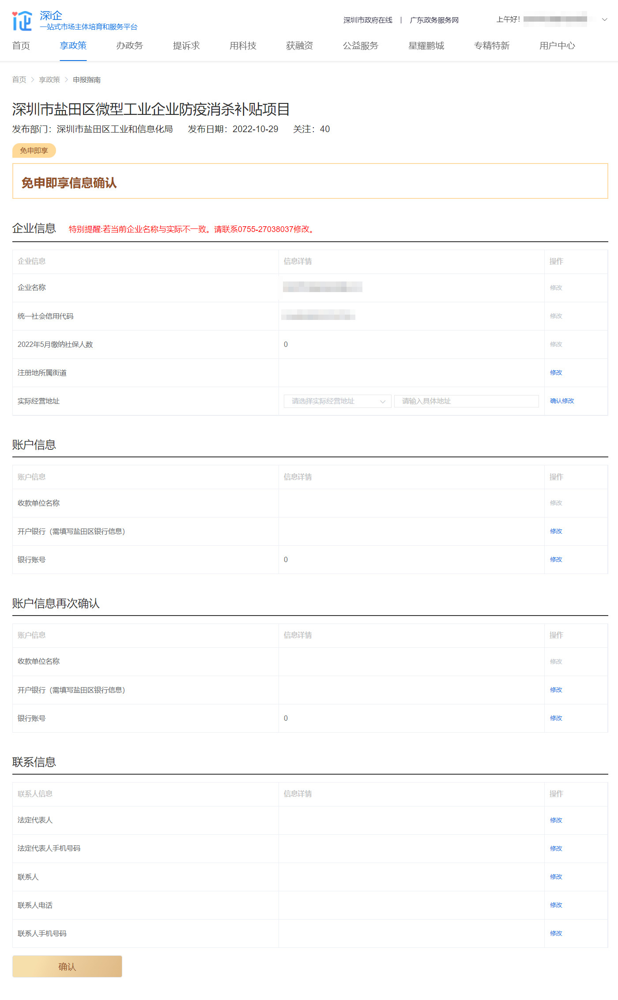 深i企
一站式市场主体培育和服务平台
深圳市政府在线 | 广东政务服务网
上午好！
首页 享政策 办政务 提诉求 用科技 获融资 公益服务 星耀鹏城 专精特新 用户中心
首页 > 享政策 > 申报指南
深圳市盐田区微型工业企业防疫消杀补贴项目
发布部门：深圳市盐田区工业和信息化局 发布日期：2022-10-29 关注：40
免申即享
免申即享信息确认
企业信息 特别提醒:若当前企业名称与实际不一致。请联系0755-27038037修改。
企业信息 信息详情 操作
企业名称 修改
统一社会信用代码 修改
2022年5月缴纳社保人数 0 修改
注册地所属街道 修改
实际经营地址 请选择实际经营地址 请输入具体地址 确认修改
账户信息
账户信息 信息详情 操作
收款单位名称 修改
开户银行（需填写盐田区银行信息） 修改
银行账号 0 修改
账户信息再次确认
账户信息 信息详情 操作
收款单位名称 修改
开户银行（需填写盐田区银行信息） 修改
银行账号 0 修改
联系信息
联系人信息 信息详情 操作
法定代表人 修改
法定代表人手机号码 修改
联系人 修改
联系人电话 修改
联系人手机号码 修改
确认